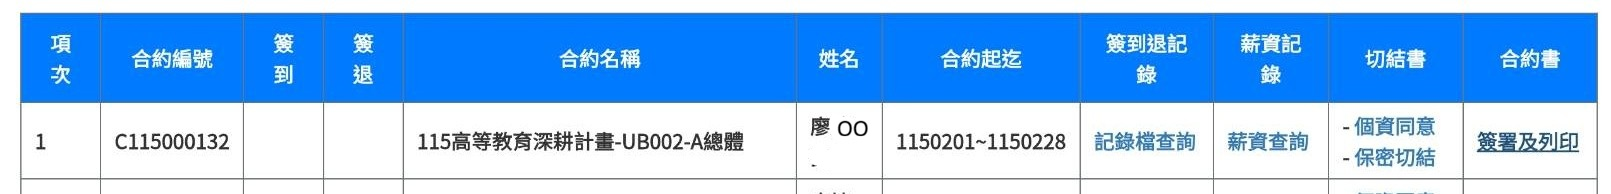 項次 合約編號 簽到 簽退 合約名稱 姓名 合約起迄 簽到退記錄 薪資記錄 切結書 合約書
1 C115000132 115高等教育深耕計畫-UB002-A總體 廖 OO 1150201~1150228 記錄檔查詢 薪資查詢 - 個資同意 簽署及列印
- 保密切結